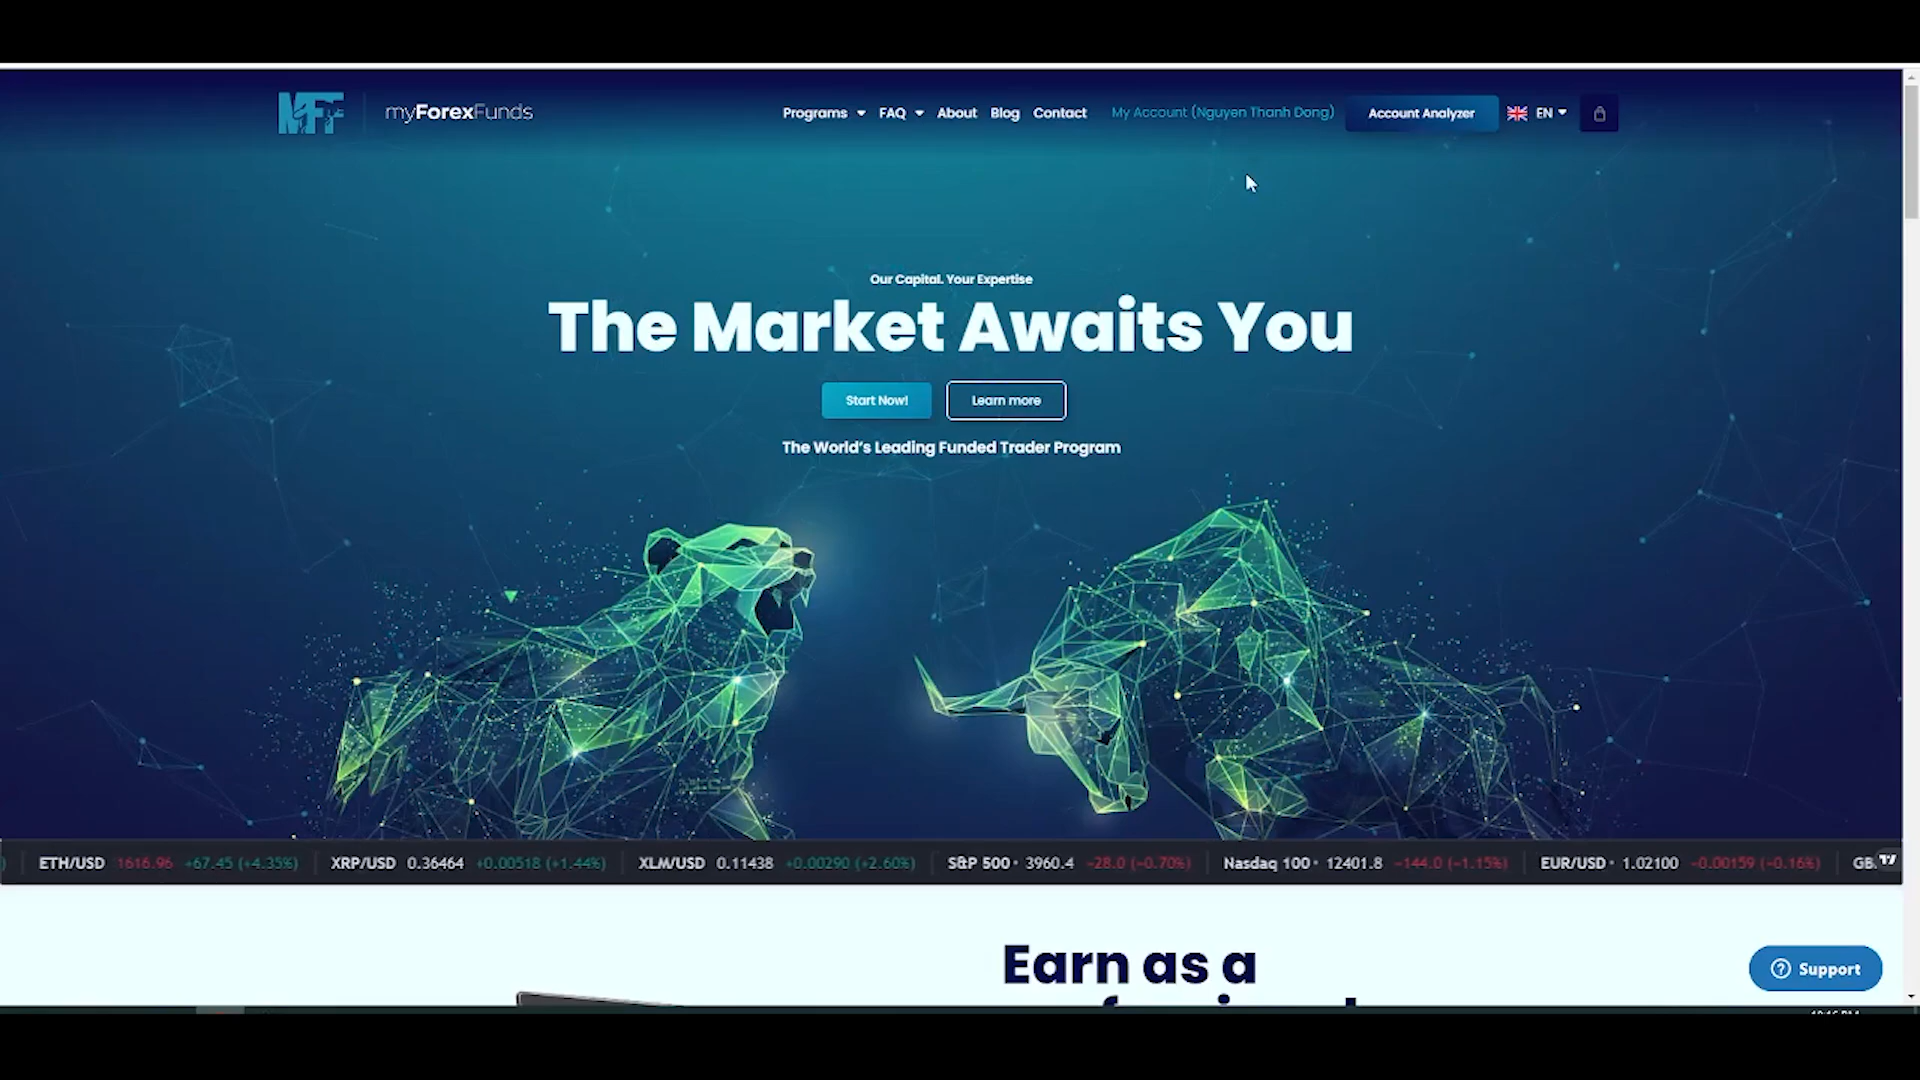 MFF myForexFunds Programs FAQ About Blog Contact My Account (Nguyen Thanh Dong) Account Analyzer EN
Our Capital. Your Expertise
The Market Awaits You
Start Now! Learn more
The World's Leading Funded Trader Program
ETH/USD 1616.96 +67.45 (+4.35%) XRP/USD 0.36464 +0.00518 (+1.44%) XLM/USD 0.11438 +0.00290 (+2.60%) S&P 500 3960.4 -28.0 (-0.70%) Nasdaq 100 12401.8 -144.0 (-1.15%) EUR/USD 1.02100 -0.00159 (-0.16%) GB
Earn as a
Support